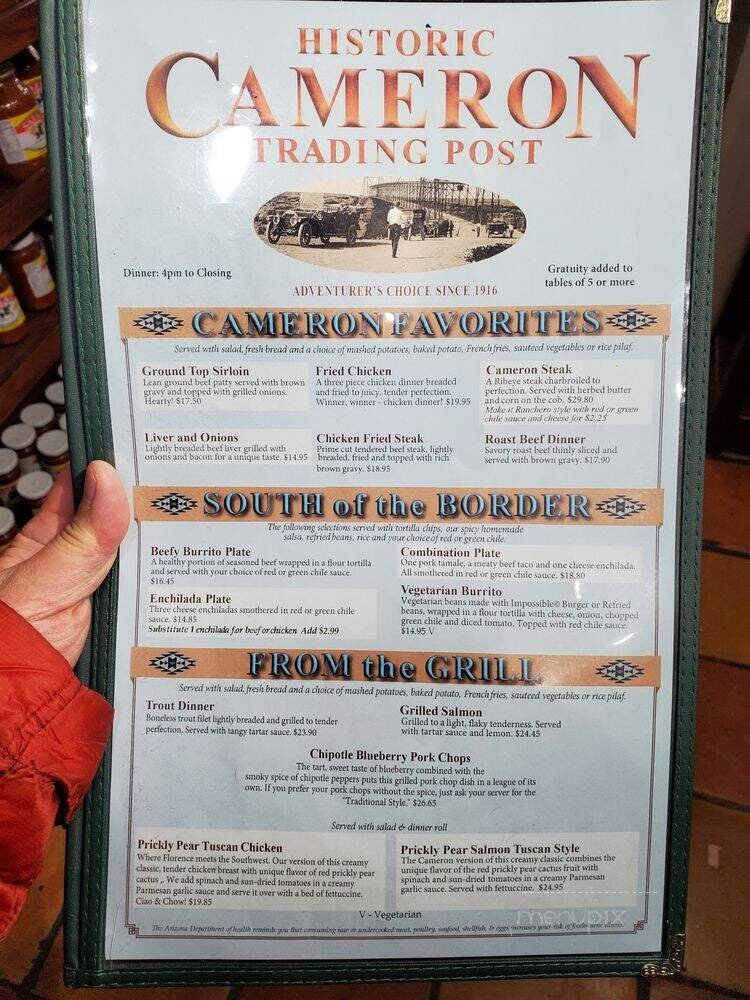 HISTORIC
CAMERON
TRADING POST
Dinner: 4pm to Closing
Gratuity added to
tables of 5 or more
ADVENTURER'S CHOICE SINCE 1916
CAMERON FAVORITES
Served with salad, fresh bread and a choice of mashed potatoes, baked potato, French fries, sauteed vegetables or rice pilaf.
Ground Top Sirloin
Lean ground beef patty served with brown
gravy and topped with grilled onions.
Hearty! $17.50
Fried Chicken
A three piece chicken dinner breaded
and fried to juicy, tender perfection.
Winner, winner - chicken dinner! $19.95
Cameron Steak
A Ribeye steak charbroiled to
perfection. Served with herbed butter
and corn on the cob. $29.80
Make it Ranchero style with red or green
chile sauce and cheese for $2.25
Liver and Onions
Lightly breaded beef liver grilled with
onions and bacon for a unique taste. $14.95
Chicken Fried Steak
Prime cut tendered beef steak, lightly
breaded, fried and topped with rich
brown gravy. $18.95
Roast Beef Dinner
Savory roast beef thinly sliced and
served with brown gravy. $17.90
SOUTH of the BORDER
The following selections served with tortilla chips, our spicy homemade
salsa, refried beans, rice and your choice of red or green chile.
Beefy Burrito Plate
A healthy portion of seasoned beef wrapped in a flour tortilla
and served with your choice of red or green chile sauce.
$16.45
Combination Plate
One pork tamale, a meaty beef taco and one cheese enchilada.
All smothered in red or green chile sauce. $18.80
Enchilada Plate
Three cheese enchiladas smothered in red or green chile
sauce. $14.85
Substitute 1 enchilada for beef or chicken Add $2.99
Vegetarian Burrito
Vegetarian beans made with Impossible© Burger or Refried
beans, wrapped in a flour tortilla with cheese, onion, chopped
green chile and diced tomato. Topped with red chile sauce.
$14.95 V
FROM the GRILL
Served with salad, fresh bread and a choice of mashed potatoes, baked potato, French fries, sauteed vegetables or rice pilaf.
Trout Dinner
Boneless trout filet lightly breaded and grilled to tender
perfection. Served with tangy tartar sauce. $23.90
Grilled Salmon
Grilled to a light, flaky tenderness. Served
with tartar sauce and lemon. $24.45
Chipotle Blueberry Pork Chops
The tart, sweet taste of blueberry combined with the
smoky spice of chipotle peppers puts this grilled pork chop dish in a league of its
own. If you prefer your pork chops without the spice, just ask your server for the
"Traditional Style." $26.65
Served with salad & dinner roll
Prickly Pear Tuscan Chicken
Where Florence meets the Southwest. Our version of this creamy
classic, tender chicken breast with unique flavor of red prickly pear
cactus ,. We add spinach and sun-dried tomatoes in a creamy
Parmesan garlic sauce and serve it over a bed of fettuccine.
Ciao & Chow! $19.85
Prickly Pear Salmon Tuscan Style
The Cameron version of this creamy classic combines the
unique flavor of the red prickly pear cactus fruit with
spinach and sun-dried tomatoes in a creamy Parmesan
garlic sauce. Served with fettuccine. $24.95
V - Vegetarian
menupix
The Arizona Department of health reminds you that consuming raw or undercooked meat, poultry, seafood, shellfish, & eggs increases your risk of foodborne illness.